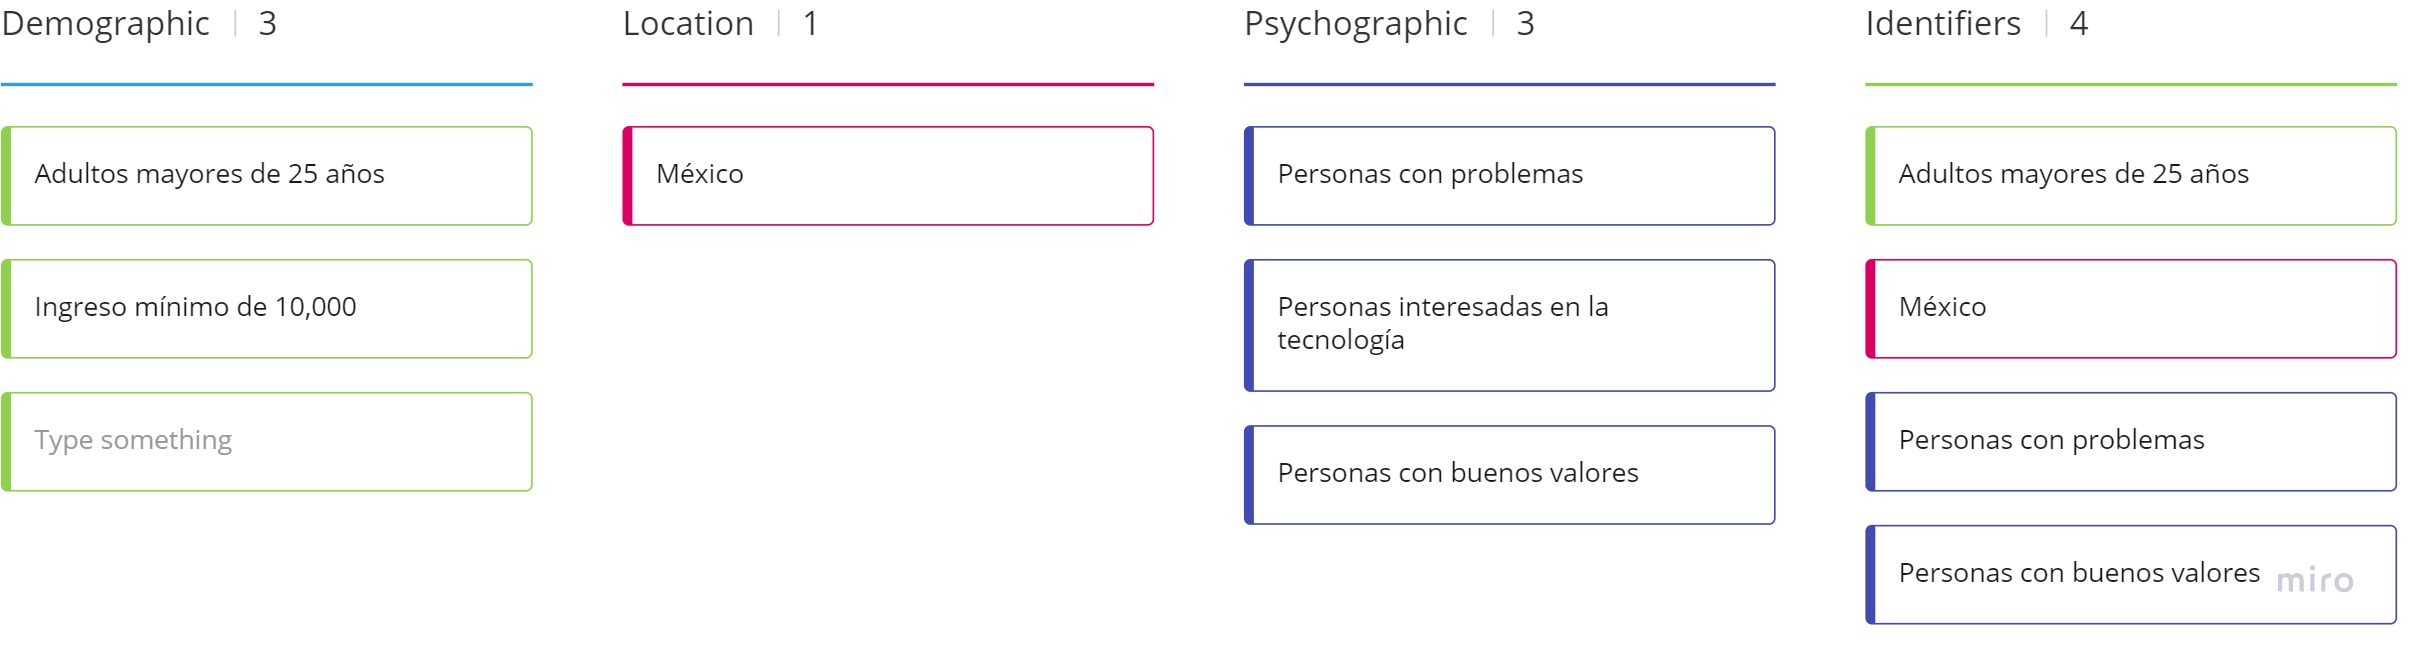 Demographic | 3
Adultos mayores de 25 años
Ingreso mínimo de 10,000
Type something
Location | 1
México
Psychographic | 3
Personas con problemas
Personas interesadas en la
tecnología
Personas con buenos valores
Identifiers | 4
Adultos mayores de 25 años
México
Personas con problemas
Personas con buenos valores
miro